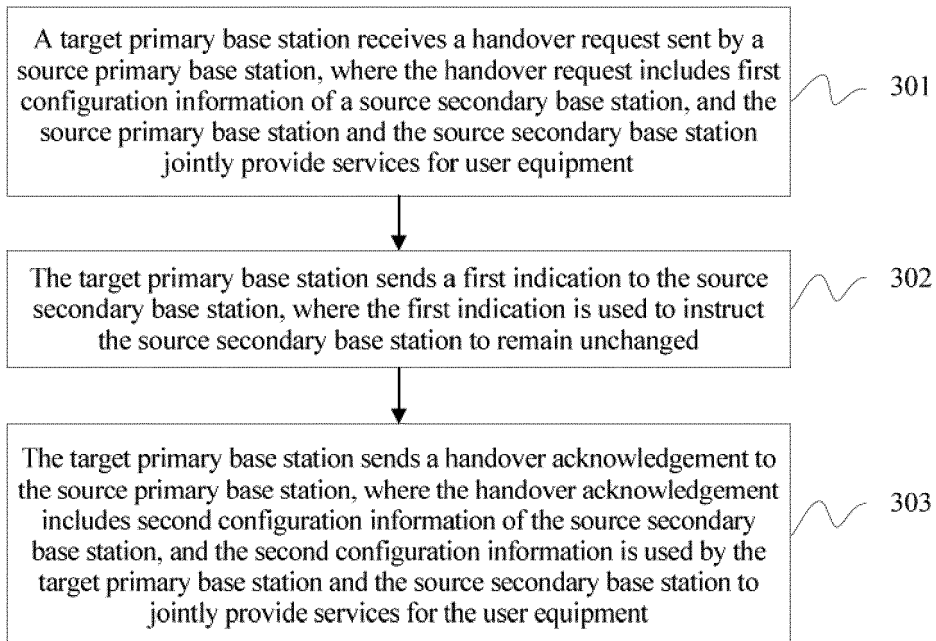 A target primary base station receives a handover request sent by a
source primary base station, where the handover request includes first
configuration information of a source secondary base station, and the
source primary base station and the source secondary base station
jointly provide services for user equipment
301
The target primary base station sends a first indication to the source
secondary base station, where the first indication is used to instruct
the source secondary base station to remain unchanged
302
The target primary base station sends a handover acknowledgement to
the source primary base station, where the handover acknowledgement
includes second configuration information of the source secondary
base station, and the second configuration information is used by the
target primary base station and the source secondary base station to
jointly provide services for the user equipment
303